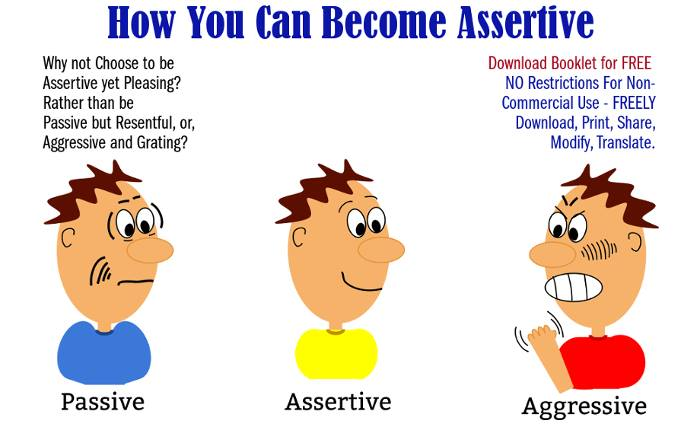 How You Can Become Assertive
Why not Choose to be
Assertive yet Pleasing?
Rather than be
Passive but Resentful, or,
Aggressive and Grating?
Download Booklet for FREE
NO Restrictions For Non-
Commercial Use - FREELY
Download, Print, Share,
Modify, Translate.
Passive
Assertive
Aggressive